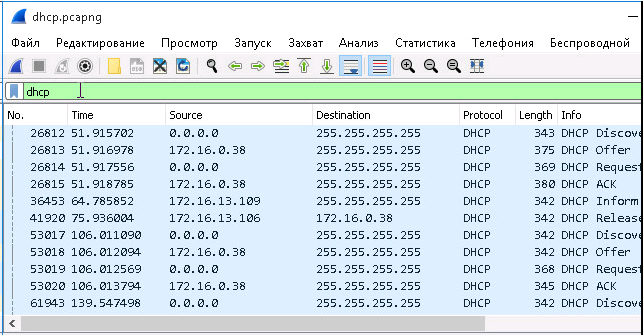 dhcp.pcapng
Файл Редактирование Просмотр Запуск Захват Анализ Статистика Телефония Беспроводной
dhcp
No. Time Source Destination Protocol Length Info
26812 51.915702 0.0.0.0 255.255.255.255 DHCP 343 DHCP Discove
26813 51.916978 172.16.0.38 255.255.255.255 DHCP 375 DHCP Offer
26814 51.917556 0.0.0.0 255.255.255.255 DHCP 369 DHCP Request
26815 51.918785 172.16.0.38 255.255.255.255 DHCP 380 DHCP ACK
36453 64.785852 172.16.13.109 255.255.255.255 DHCP 342 DHCP Inform
41920 75.936004 172.16.13.106 172.16.0.38 DHCP 342 DHCP Release
53017 106.011090 0.0.0.0 255.255.255.255 DHCP 342 DHCP Discove
53018 106.012094 172.16.0.38 255.255.255.255 DHCP 342 DHCP Offer
53019 106.012569 0.0.0.0 255.255.255.255 DHCP 368 DHCP Request
53020 106.013794 172.16.0.38 255.255.255.255 DHCP 345 DHCP ACK
61943 139.547498 0.0.0.0 255.255.255.255 DHCP 342 DHCP Discove